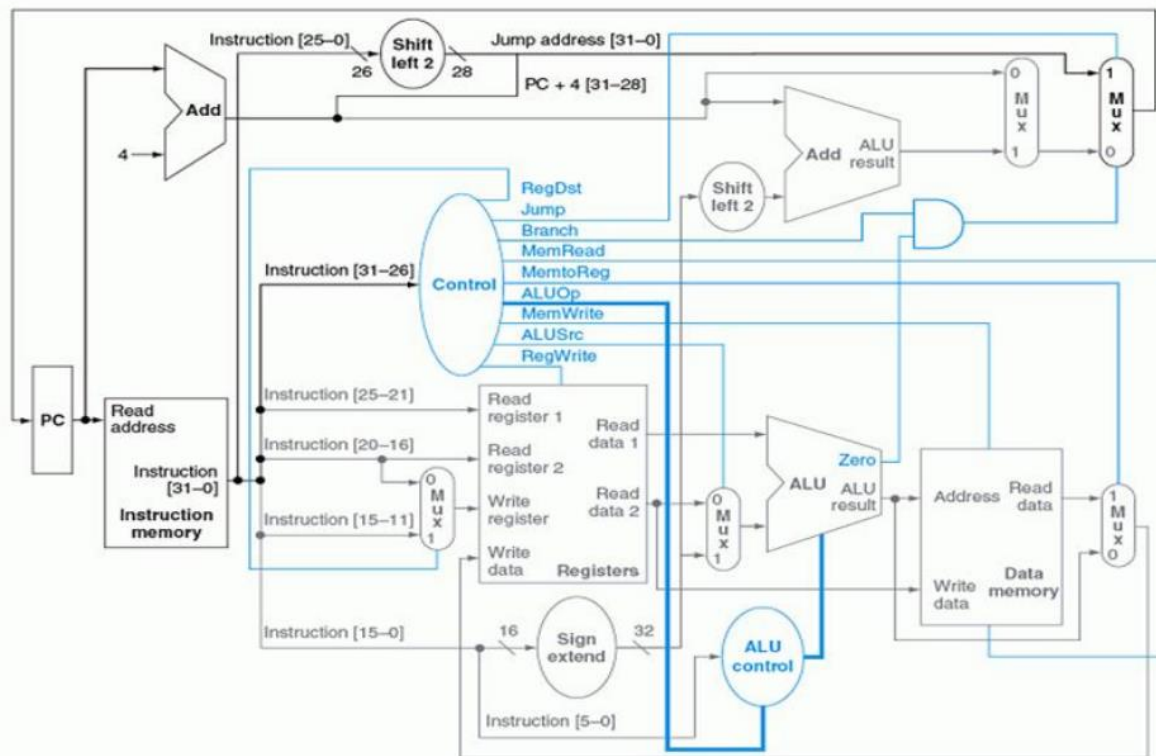 Instruction [25–0]
Shift
left 2
26
28
Jump address [31–0]
PC + 4 [31–28]
Add
4
0
M
u
x
1
1
M
u
x
0
Add
ALU
result
Shift
left 2
RegDst
Jump
Branch
MemRead
MemtoReg
ALUOp
MemWrite
ALUSrc
RegWrite
Instruction [31–26]
Control
PC
Read
address
Instruction
[31–0]
Instruction
memory
Instruction [25–21]
Instruction [20–16]
Instruction [15–11]
0
M
u
x
1
Read
register 1
Read
register 2
Write
register
Write
data
Read
data 1
Read
data 2
Registers
0
M
u
x
1
Zero
ALU
ALU
result
Address
Read
data
Write
data
Data
memory
1
M
u
x
0
Instruction [15–0]
16
Sign
extend
32
ALU
control
Instruction [5–0]